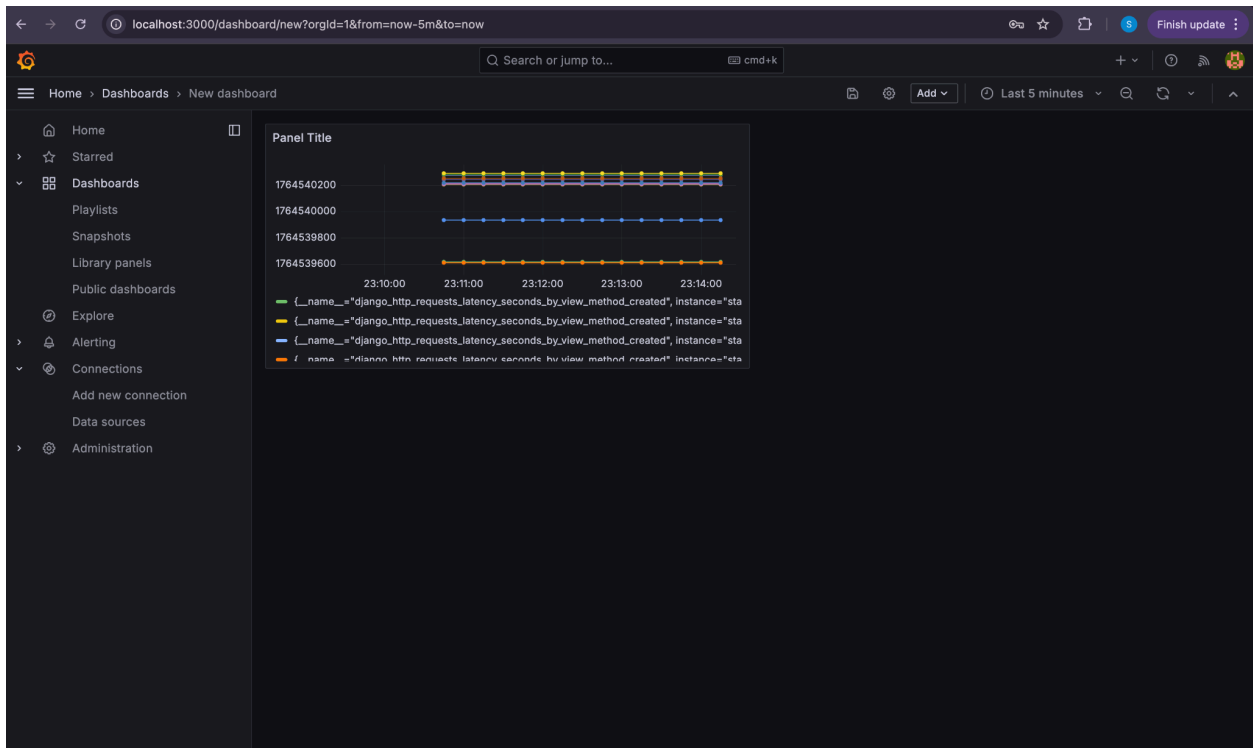 localhost:3000/dashboard/new?orgId=1&from=now-5m&to=now
S
Finish update
Search or jump to...
cmd+k
Home › Dashboards › New dashboard
Add
Last 5 minutes
Home
Starred
Dashboards
Playlists
Snapshots
Library panels
Public dashboards
Explore
Alerting
Connections
Add new connection
Data sources
Administration
Panel Title
1764540200
1764540000
1764539800
1764539600
23:10:00 23:11:00 23:12:00 23:13:00 23:14:00
{__name__="django_http_requests_latency_seconds_by_view_method_created", instance="sta
{__name__="django_http_requests_latency_seconds_by_view_method_created", instance="sta
{__name__="django_http_requests_latency_seconds_by_view_method_created", instance="sta
{__name__="django_http_requests_latency_seconds_by_view_method_created", instance="sta